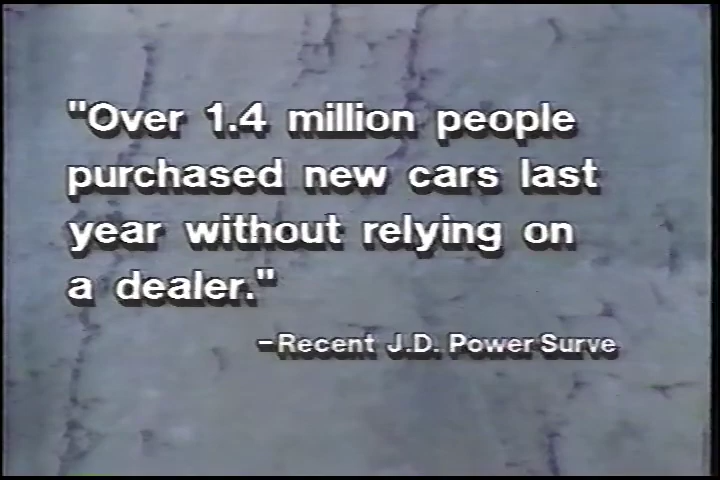 "Over 1.4 million people
purchased new cars last
year without relying on
a dealer."
-Recent J.D. Power Surve